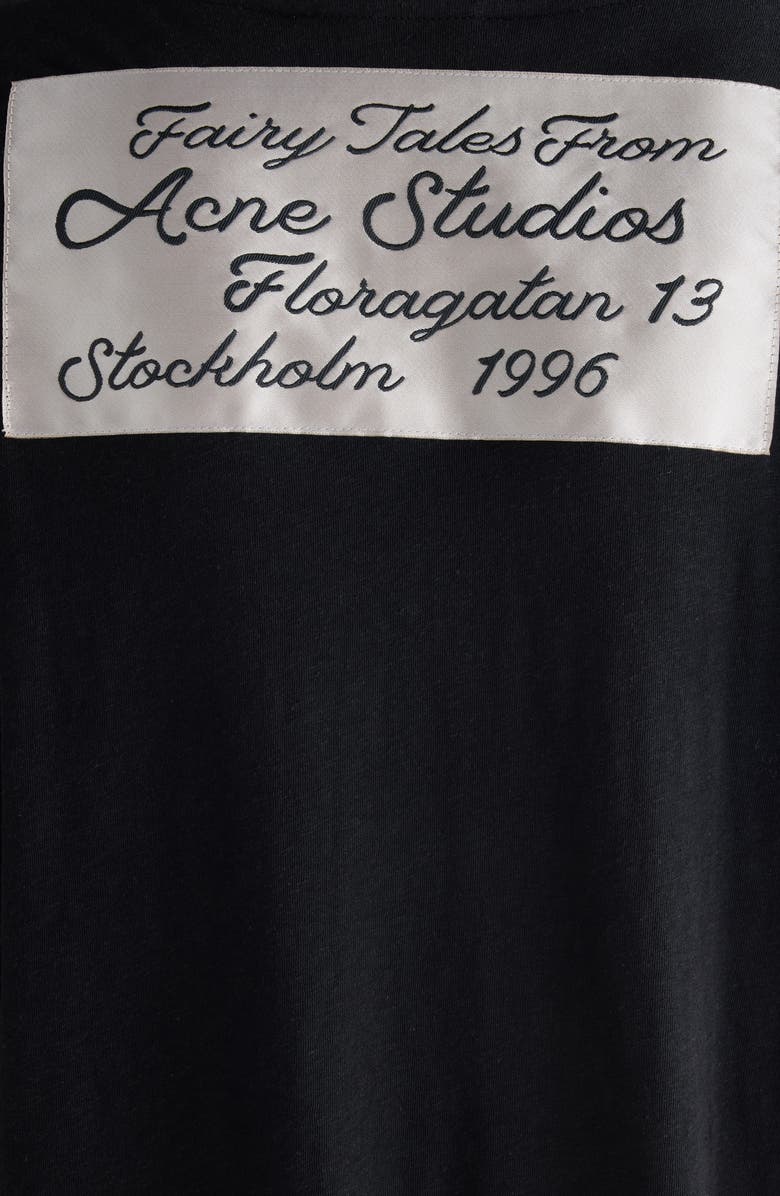 Fairy Tales From
Acne Studios
Floragatan 13
Stockholm 1996